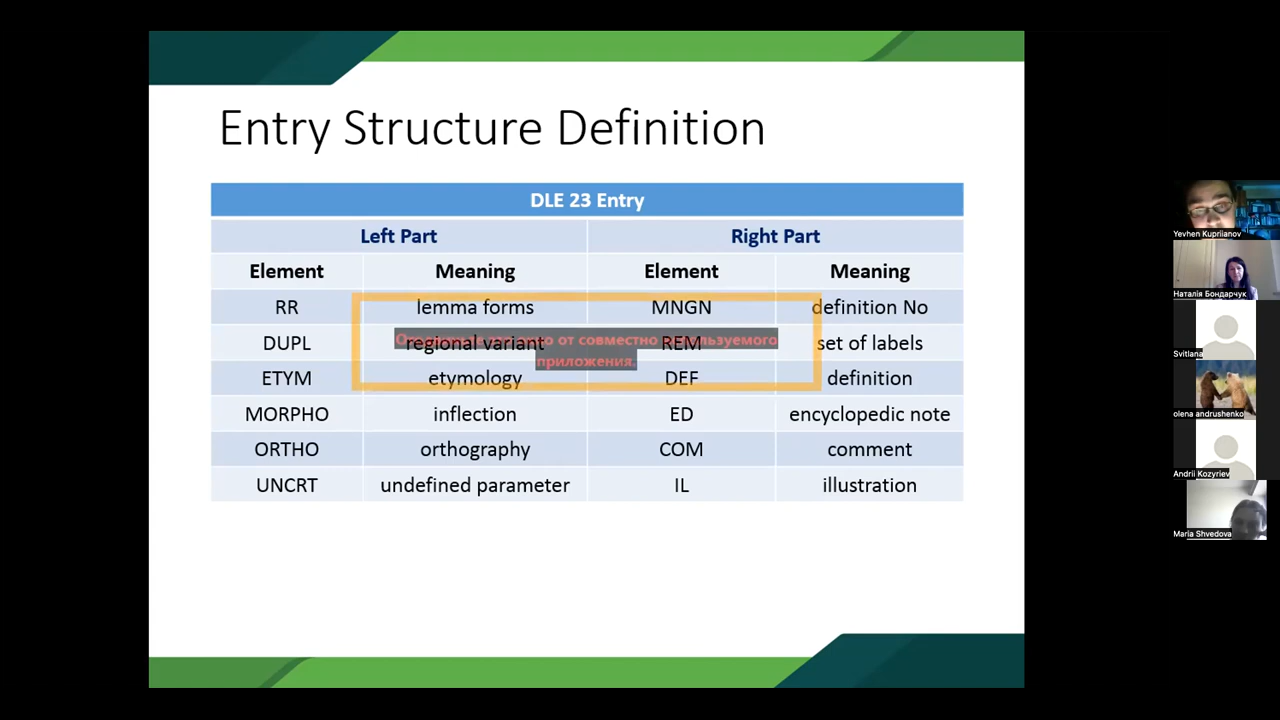 Entry Structure Definition
DLE 23 Entry
Left Part Right Part
Element Meaning Element Meaning
RR lemma forms MNGN definition No
DUPL regional variant REM set of labels
от совместно
приложения.
ETYM etymology DEF definition
MORPHO inflection ED encyclopedic note
ORTHO orthography COM comment
UNCRT undefined parameter IL illustration
Yevhen Kupriianov
Наталія Бондарчук
Svitlana
olena andrushenko
Andrii Kozyriev
Maria Shvedova